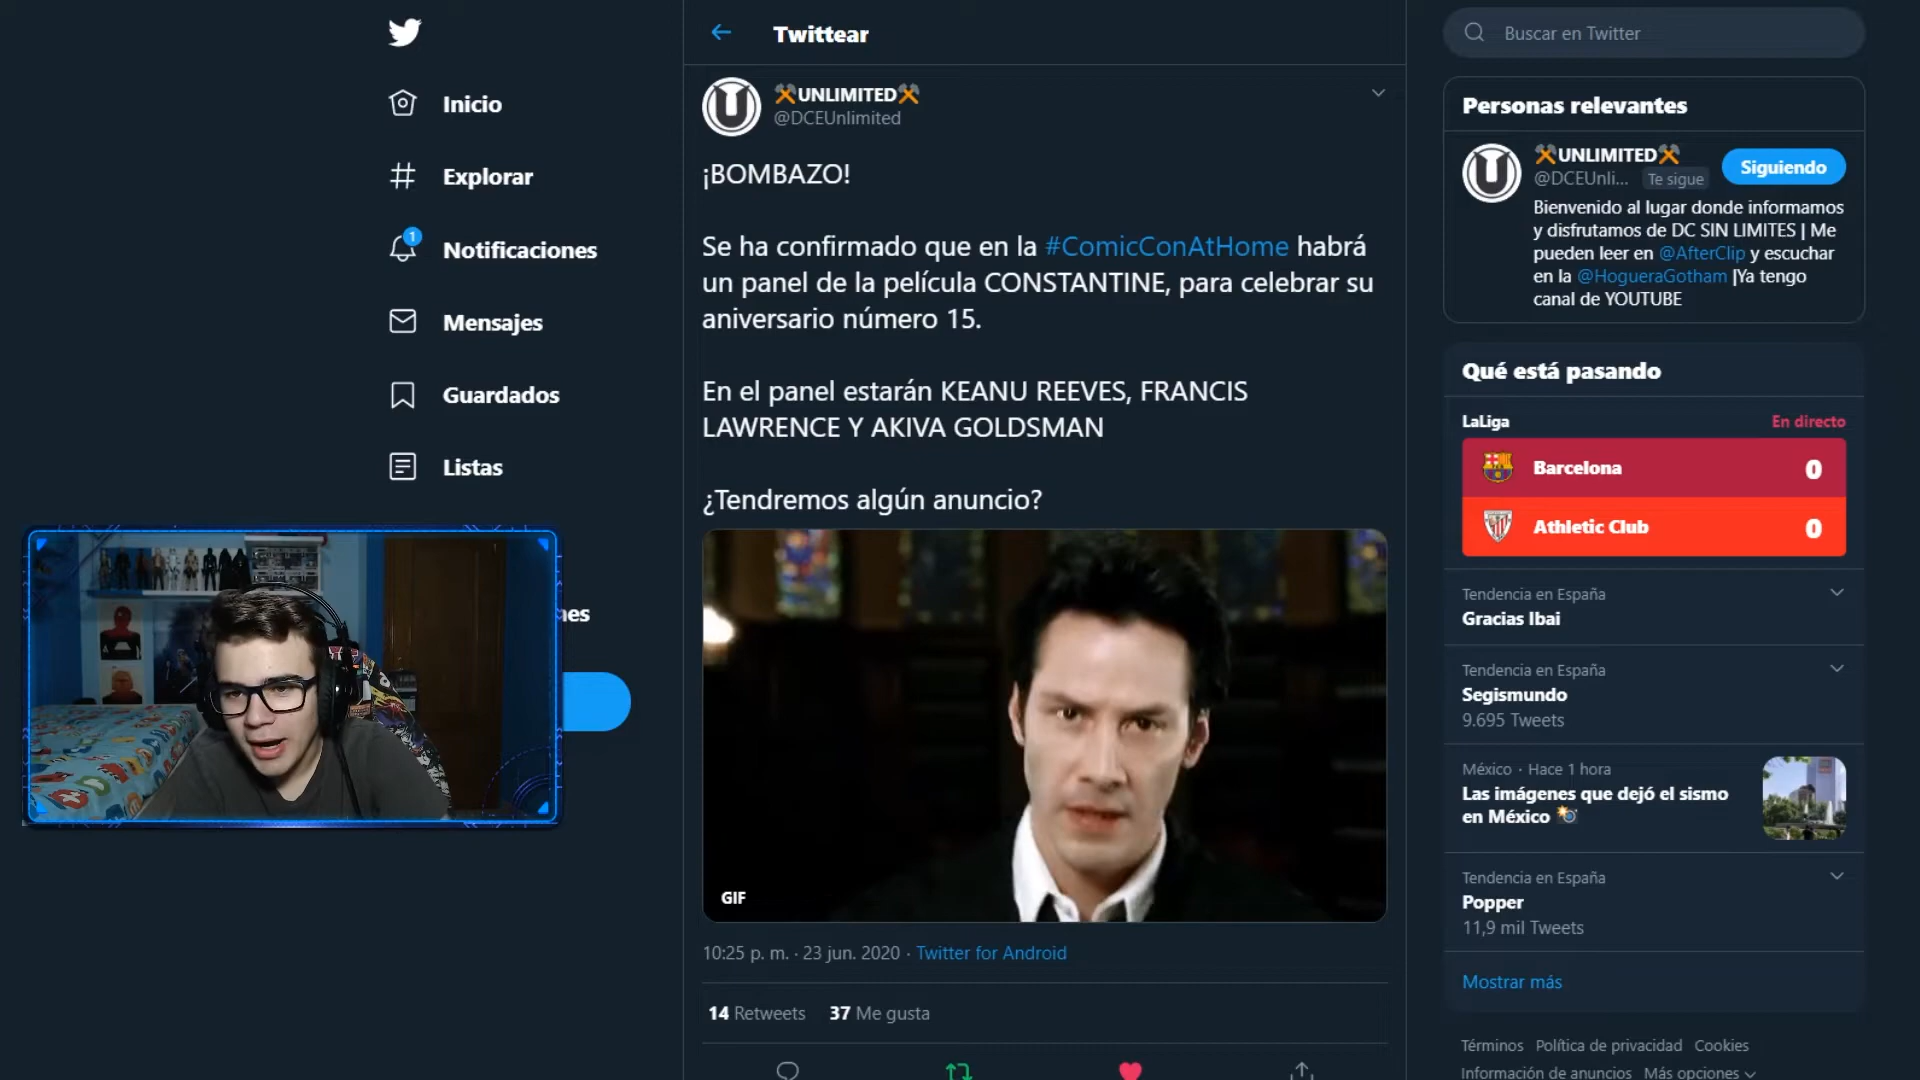 Inicio
Explorar
1
Notificaciones
Mensajes
Guardados
Listas
nes
Twittear
UNLIMITED
@DCEUnlimited
¡BOMBAZO!
Se ha confirmado que en la #ComicConAtHome habrá
un panel de la película CONSTANTINE, para celebrar su
aniversario número 15.
En el panel estarán KEANU REEVES, FRANCIS
LAWRENCE Y AKIVA GOLDSMAN
¿Tendremos algún anuncio?
GIF
10:25 p. m. · 23 jun. 2020 · Twitter for Android
14 Retweets 37 Me gusta
Buscar en Twitter
Personas relevantes
UNLIMITED
@DCEUnli... Te sigue
Siguiendo
Bienvenido al lugar donde informamos
y disfrutamos de DC SIN LIMITES | Me
pueden leer en @AfterClip y escuchar
en la @HogueraGotham |Ya tengo
canal de YOUTUBE
Qué está pasando
LaLiga En directo
Barcelona 0
Athletic Club 0
Tendencia en España
Gracias Ibai
Tendencia en España
Segismundo
9.695 Tweets
México · Hace 1 hora
Las imágenes que dejó el sismo
en México
Tendencia en España
Popper
11,9 mil Tweets
Mostrar más
Términos Política de privacidad Cookies
Información de anuncios Más opciones